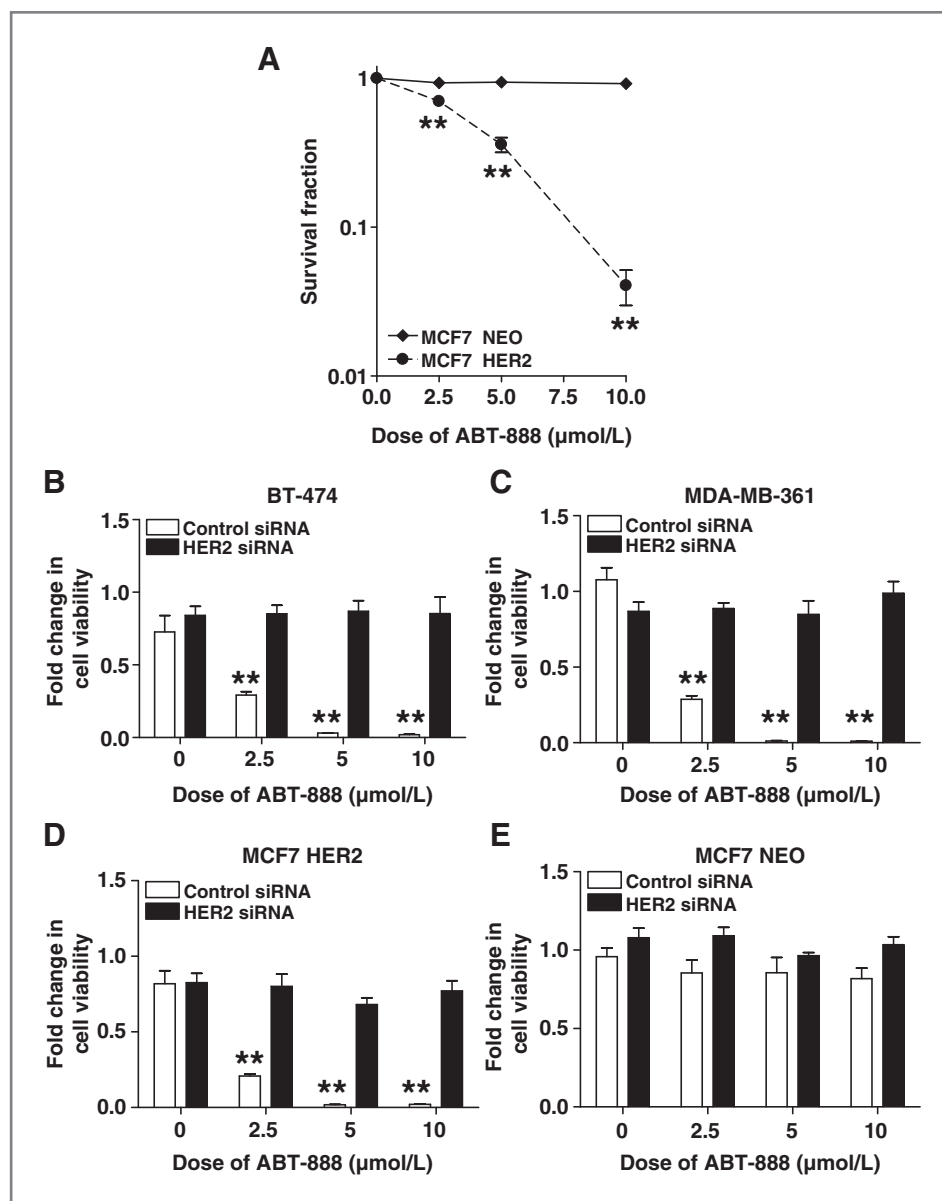 A
1
0.1
0.01
Survival fraction
**
**
**
MCF7 NEO
MCF7 HER2
0.0 2.5 5.0 7.5 10.0
Dose of ABT-888 (µmol/L)
B
BT-474
1.5
1.0
0.5
0.0
Fold change in
cell viability
Control siRNA
HER2 siRNA
** ** **
0 2.5 5 10
Dose of ABT-888 (µmol/L)
C
MDA-MB-361
1.5
1.0
0.5
0.0
Fold change in
cell viability
Control siRNA
HER2 siRNA
** ** **
0 2.5 5 10
Dose of ABT-888 (µmol/L)
D
MCF7 HER2
1.5
1.0
0.5
0.0
Fold change in
cell viability
Control siRNA
HER2 siRNA
** ** **
0 2.5 5 10
Dose of ABT-888 (µmol/L)
E
MCF7 NEO
1.5
1.0
0.5
0.0
Fold change in
cell viability
Control siRNA
HER2 siRNA
0 2.5 5 10
Dose of ABT-888 (µmol/L)